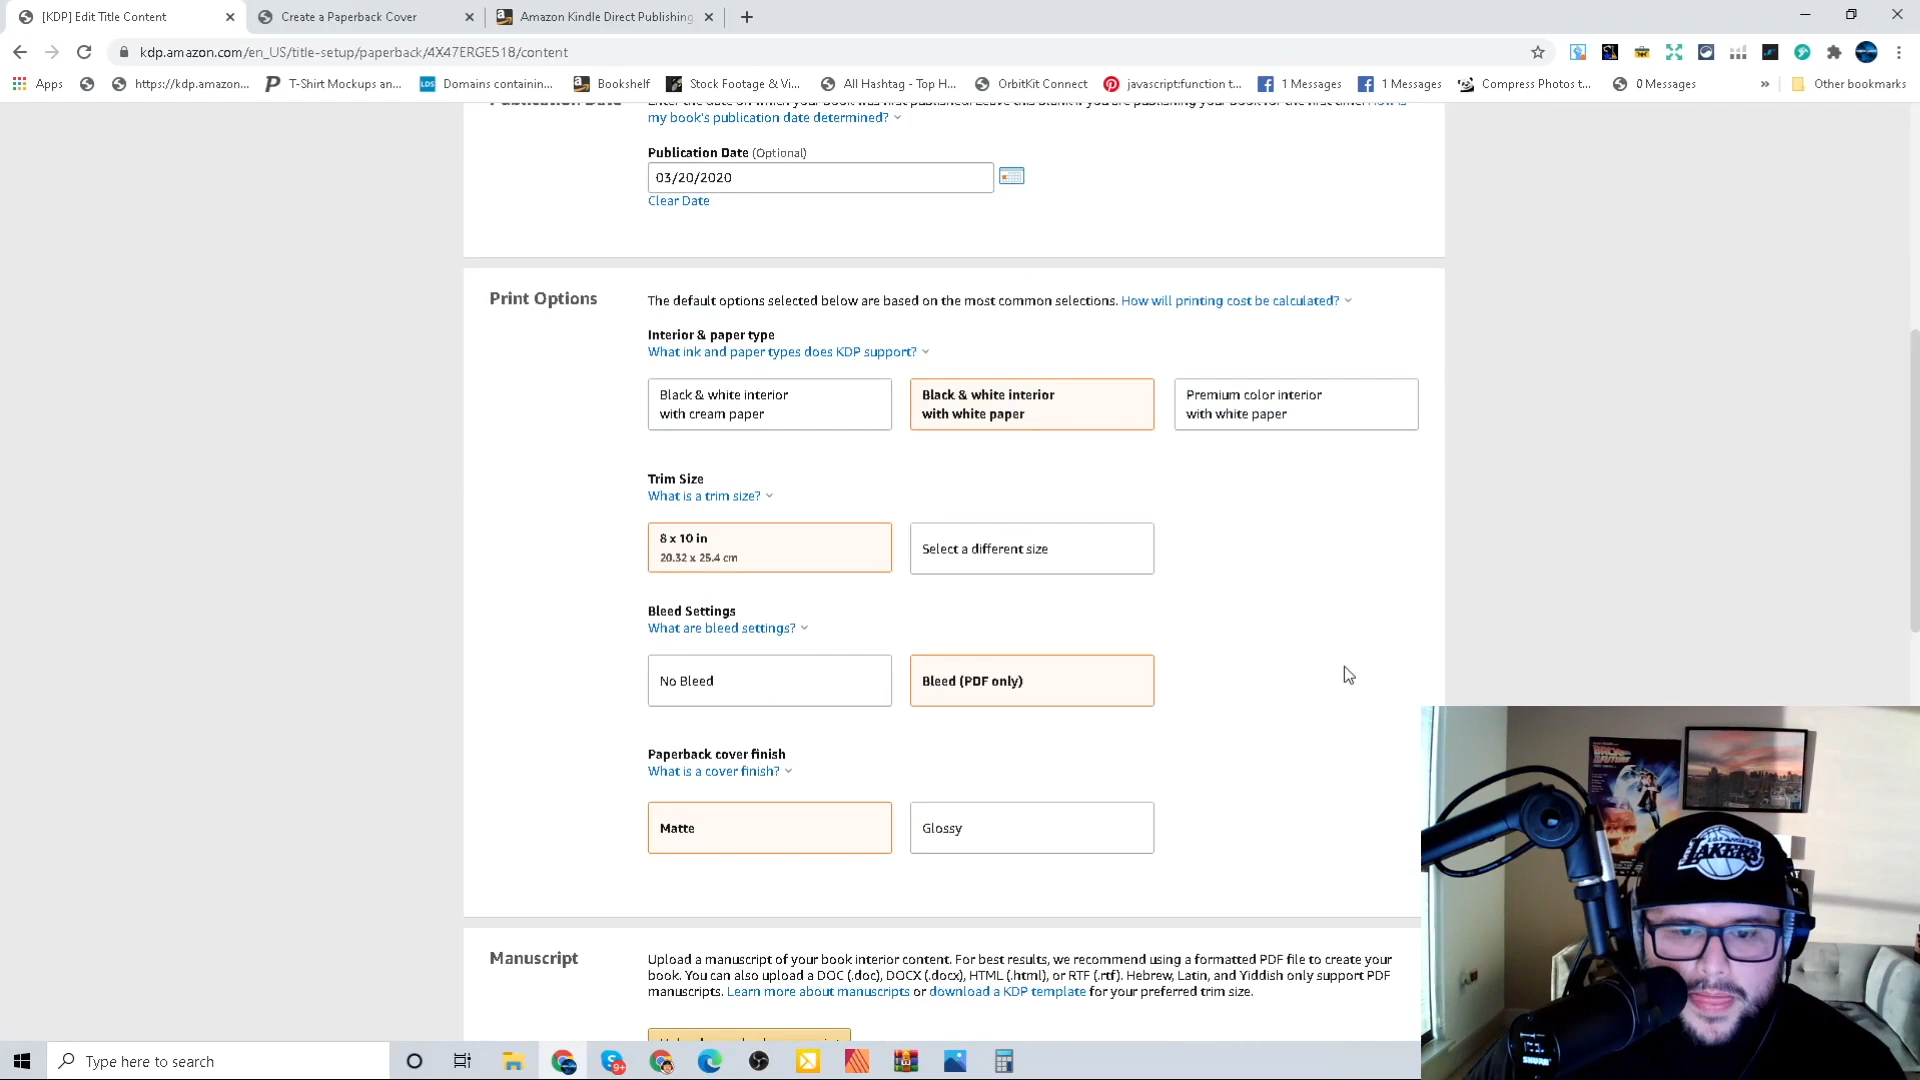 [KDP] Edit Title Content
Create a Paperback Cover
Amazon Kindle Direct Publishing
kdp.amazon.com/en_US/title-setup/paperback/4X47ERGE518/content
Apps
https://kdp.amazon...
T-Shirt Mockups an...
LDS
Domains containin...
Bookshelf
Stock Footage & Vi...
All Hashtag - Top H...
OrbitKit Connect
javascript:function t...
1 Messages
1 Messages
Compress Photos t...
0 Messages
»
Other bookmarks
my book's publication date determined?
Publication Date (Optional)
03/20/2020
Clear Date
Print Options
The default options selected below are based on the most common selections. How will printing cost be calculated?
Interior & paper type
What ink and paper types does KDP support?
Black & white interior
with cream paper
Black & white interior
with white paper
Premium color interior
with white paper
Trim Size
What is a trim size?
8 x 10 in
20.32 x 25.4 cm
Select a different size
Bleed Settings
What are bleed settings?
No Bleed
Bleed (PDF only)
Paperback cover finish
What is a cover finish?
Matte
Glossy
Manuscript
Upload a manuscript of your book interior content. For best results, we recommend using a formatted PDF file to create your
book. You can also upload a DOC (.doc), DOCX (.docx), HTML (.html), or RTF (.rtf). Hebrew, Latin, and Yiddish only support PDF
manuscripts. Learn more about manuscripts or download a KDP template for your preferred trim size.
BACK
FUTURE
LOS ANGELES
LAKERS
SHURE
Type here to search
9+